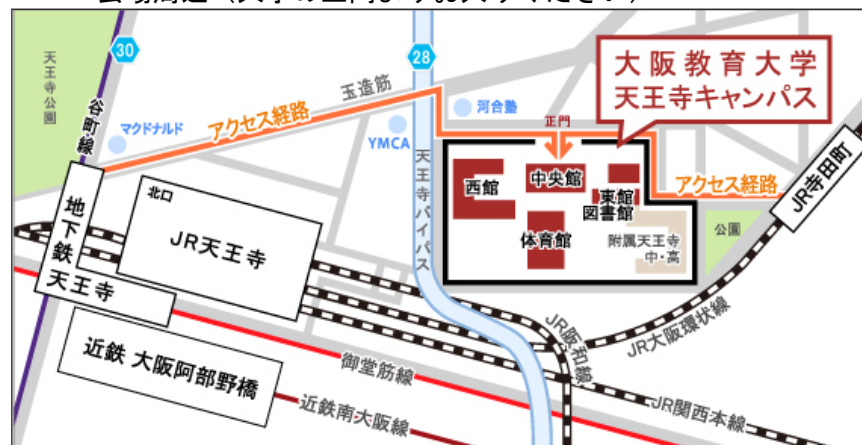 30
28
天王寺公園
谷町線
マクドナルド
アクセス経路
玉造筋
YMCA
河合塾
正門
大阪教育大学
天王寺キャンパス
天王寺バイパス
西館
中央館
東館
図書館
体育館
附属天王寺
中・高
アクセス経路
公園
JR寺田町
地下鉄
天王寺
北口
JR天王寺
近鉄 大阪阿部野橋
御堂筋線
近鉄南大阪線
JR阪和線
JR大阪環状線
JR関西本線